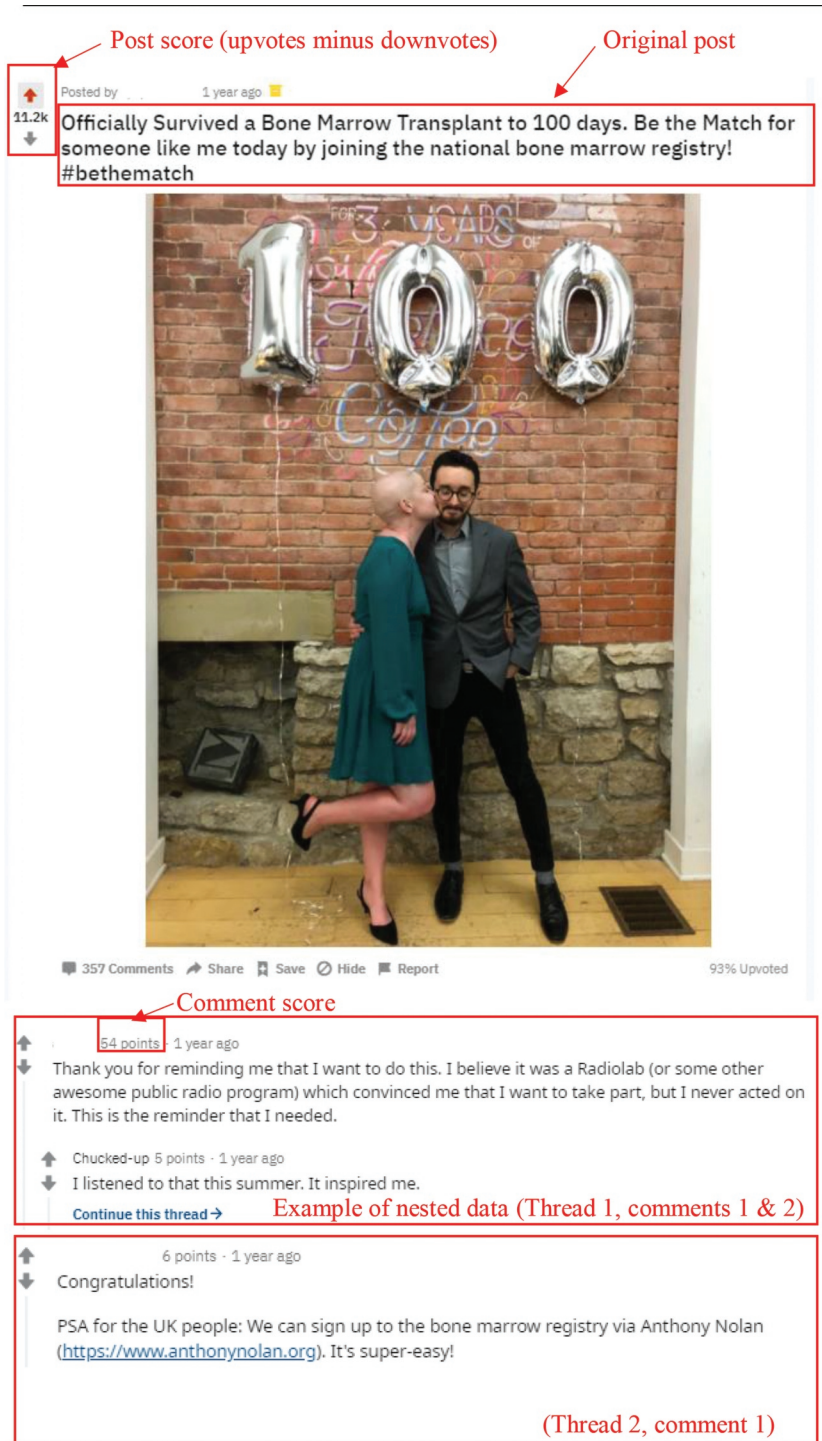 Post score (upvotes minus downvotes)
Original post
Posted by 1 year ago
11.2k
Officially Survived a Bone Marrow Transplant to 100 days. Be the Match for
someone like me today by joining the national bone marrow registry!
#bethematch
FOR 3 YEARS OF
100
Coffee
357 Comments Share Save Hide Report
93% Upvoted
Comment score
54 points · 1 year ago
Thank you for reminding me that I want to do this. I believe it was a Radiolab (or some other
awesome public radio program) which convinced me that I want to take part, but I never acted on
it. This is the reminder that I needed.
Chucked-up 5 points · 1 year ago
I listened to that this summer. It inspired me.
Continue this thread →
Example of nested data (Thread 1, comments 1 & 2)
6 points · 1 year ago
Congratulations!
PSA for the UK people: We can sign up to the bone marrow registry via Anthony Nolan
(https://www.anthonynolan.org). It's super-easy!
(Thread 2, comment 1)